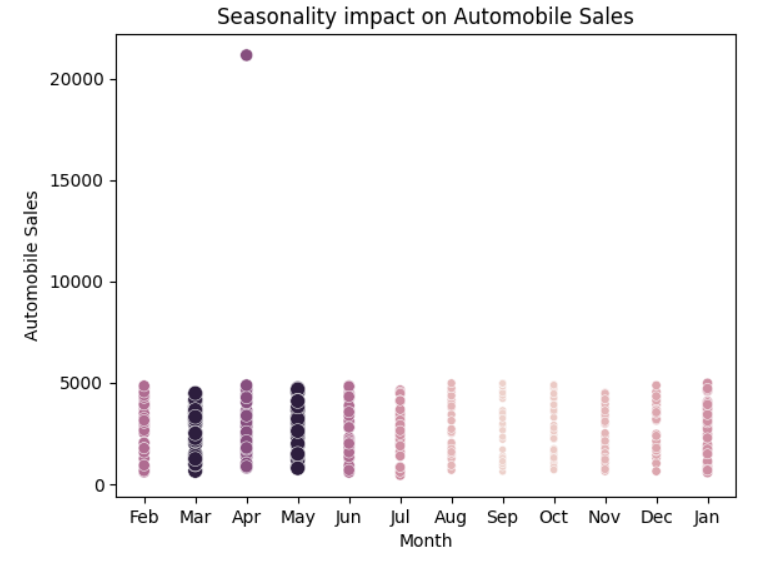 Seasonality impact on Automobile Sales
20000
15000
10000
5000
0
Automobile Sales
Feb Mar Apr May Jun Jul Aug Sep Oct Nov Dec Jan
Month